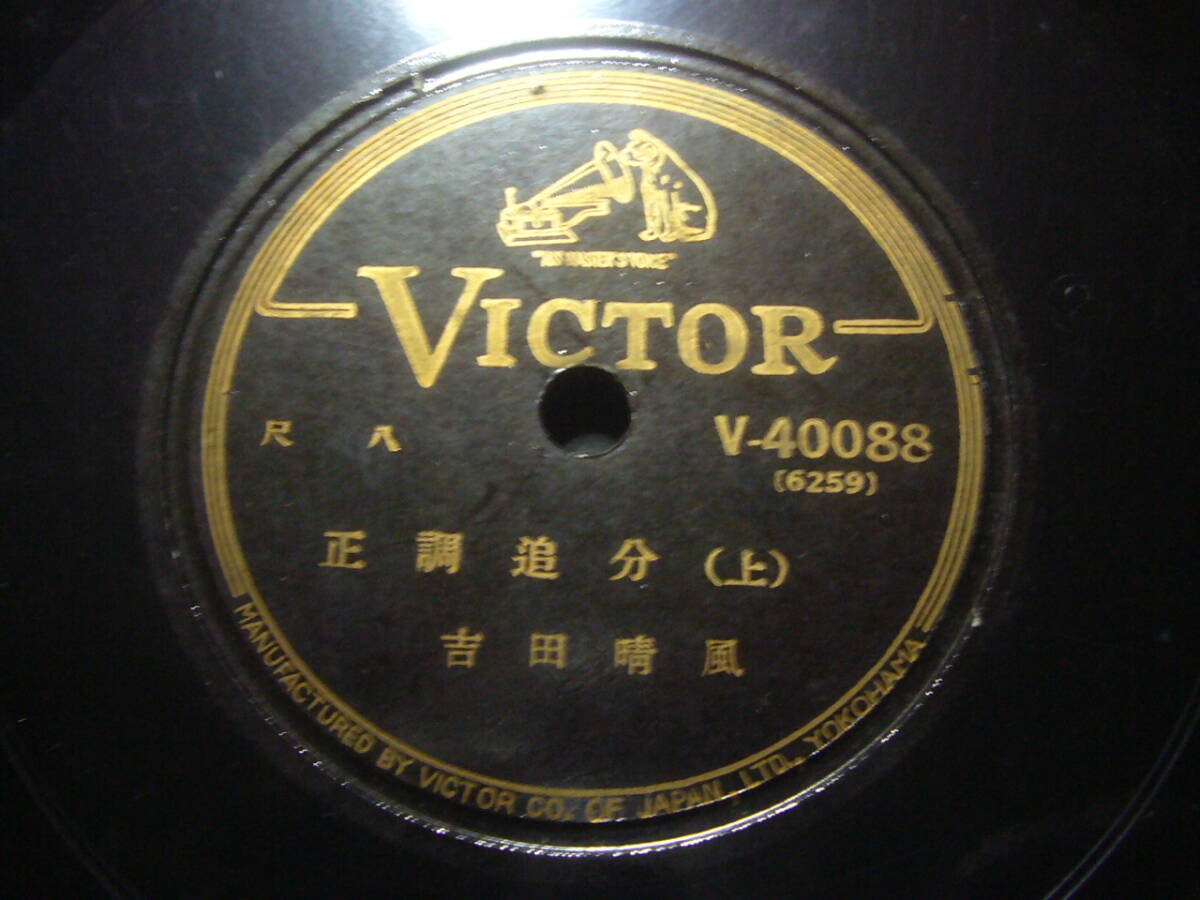 "HIS MASTER'S VOICE"
VICTOR
尺八
V-40088
(6259)
正調追分(上)
吉田晴風
MANUFACTURED BY VICTOR CO. OF JAPAN, LTD., YOKOHAMA